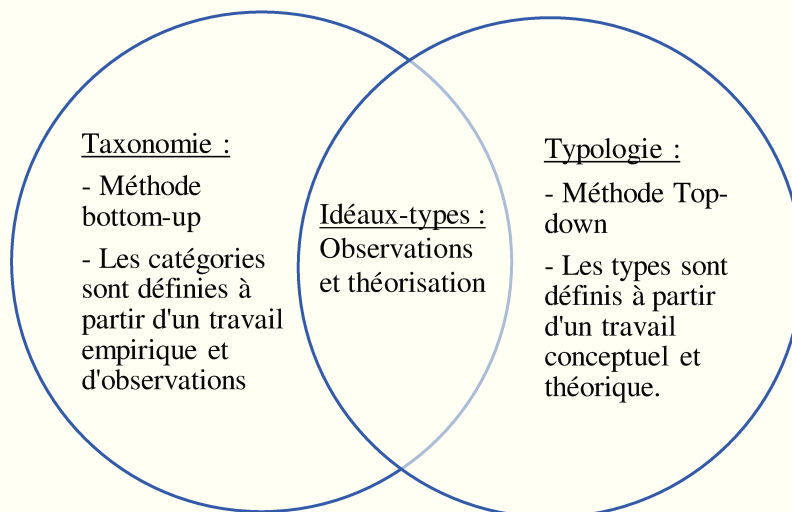 Taxonomie :
- Méthode
bottom-up
- Les catégories
sont définies à
partir d'un travail
empirique et
d'observations
Idéaux-types :
Observations
et théorisation
Typologie :
- Méthode Top-
down
- Les types sont
définis à partir
d'un travail
conceptuel et
théorique.